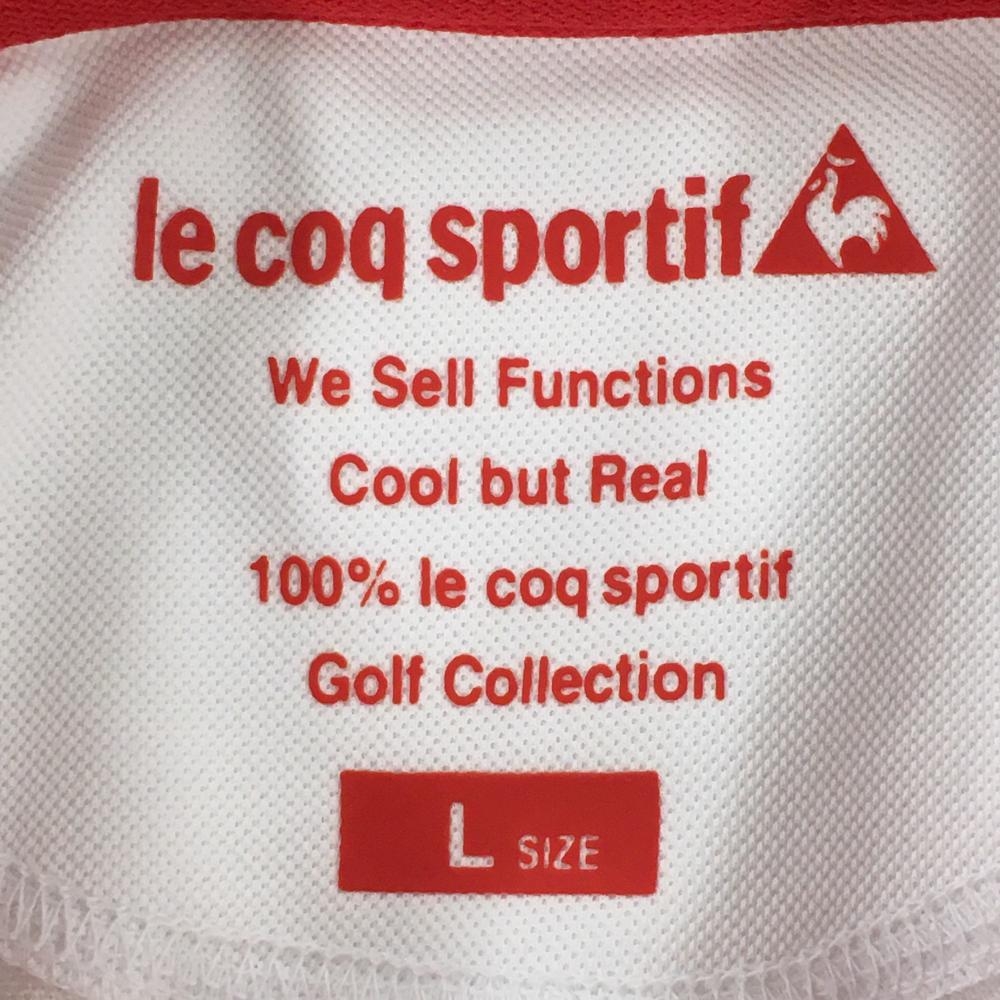 le coq sportif
We Sell Functions
Cool but Real
100% le coq sportif
Golf Collection
L SIZE